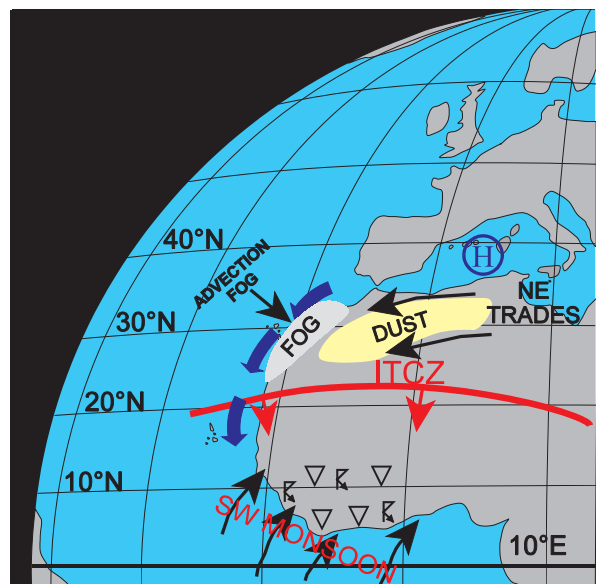 40°N
H
ADVECTION
FOG
NE
TRADES
30°N
FOG
DUST
ITCZ
20°N
10°N
SW MONSOON
10°E